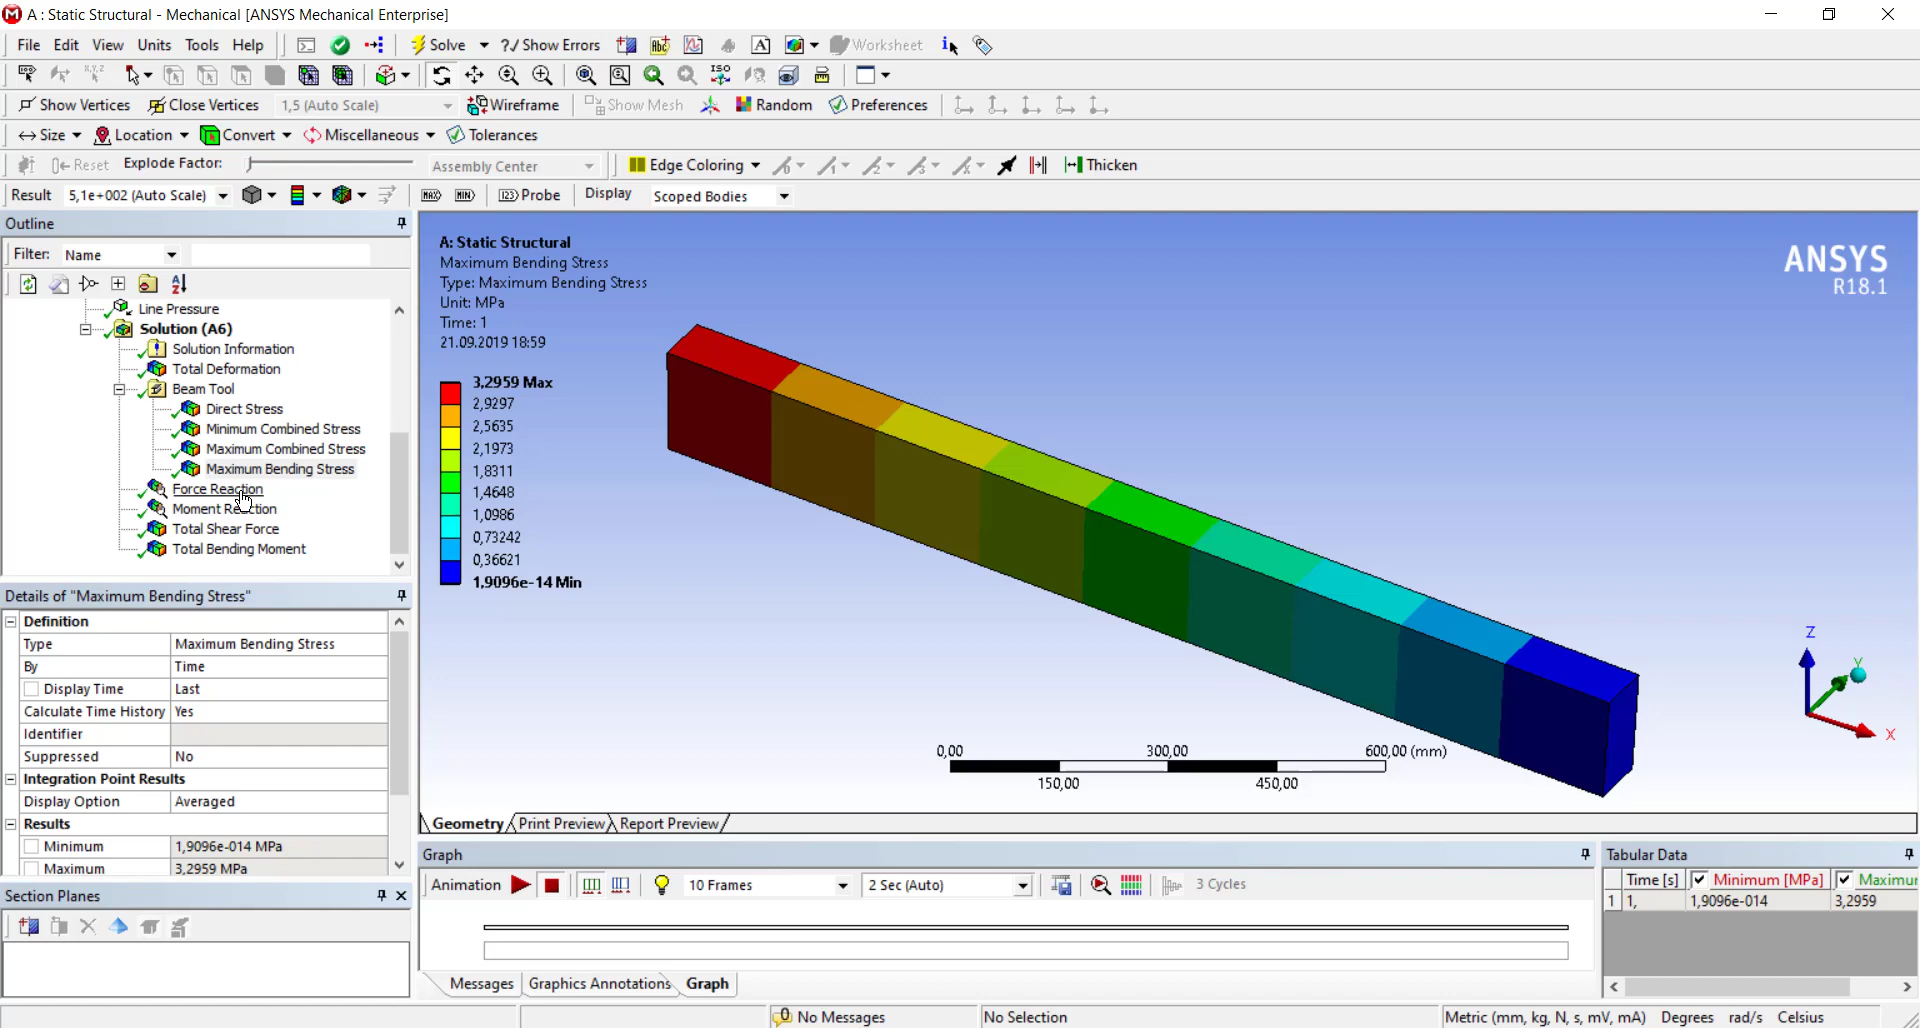 A : Static Structural - Mechanical [ANSYS Mechanical Enterprise]
File Edit View Units Tools Help Solve ?/ Show Errors Worksheet
Show Vertices Close Vertices 1,5 (Auto Scale) Wireframe Show Mesh Random Preferences
Size Location Convert Miscellaneous Tolerances
Reset Explode Factor: Assembly Center Edge Coloring Thicken
Result 5,1e+002 (Auto Scale) MAX MIN Probe Display Scoped Bodies
Outline
Filter: Name
Line Pressure
Solution (A6)
Solution Information
Total Deformation
Beam Tool
Direct Stress
Minimum Combined Stress
Maximum Combined Stress
Maximum Bending Stress
Force Reaction
Moment Reaction
Total Shear Force
Total Bending Moment
Details of "Maximum Bending Stress"
Definition
Type Maximum Bending Stress
By Time
Display Time Last
Calculate Time History Yes
Identifier
Suppressed No
Integration Point Results
Display Option Averaged
Results
Minimum 1,9096e-014 MPa
Maximum 3,2959 MPa
Section Planes
A: Static Structural
Maximum Bending Stress
Type: Maximum Bending Stress
Unit: MPa
Time: 1
21.09.2019 18:59
3,2959 Max
2,9297
2,5635
2,1973
1,8311
1,4648
1,0986
0,73242
0,36621
1,9096e-14 Min
ANSYS
R18.1
Z
Y
X
0,00 300,00 600,00 (mm)
150,00 450,00
Geometry Print Preview Report Preview
Graph
Animation 10 Frames 2 Sec (Auto) 3 Cycles
Messages Graphics Annotations Graph
Tabular Data
Time [s] Minimum [MPa] Maximu
1 1, 1,9096e-014 3,2959
No Messages No Selection Metric (mm, kg, N, s, mV, mA) Degrees rad/s Celsius